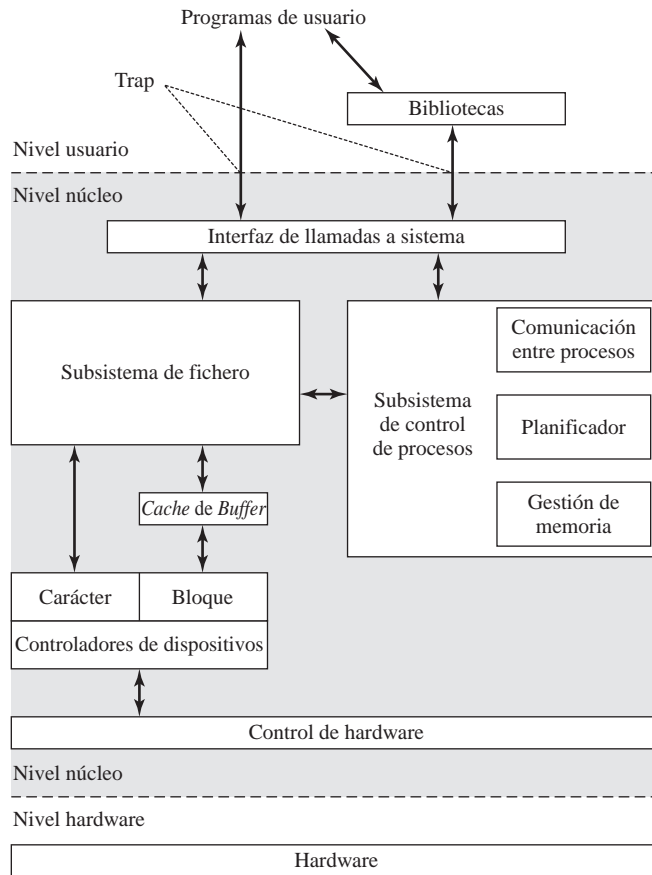 Programas de usuario
Trap
Bibliotecas
Nivel usuario
Nivel núcleo
Interfaz de llamadas a sistema
Comunicación
entre procesos
Subsistema de fichero
Subsistema
de control
de procesos
Planificador
Cache de Buffer
Gestión de
memoria
Carácter
Bloque
Controladores de dispositivos
Control de hardware
Nivel núcleo
Nivel hardware
Hardware